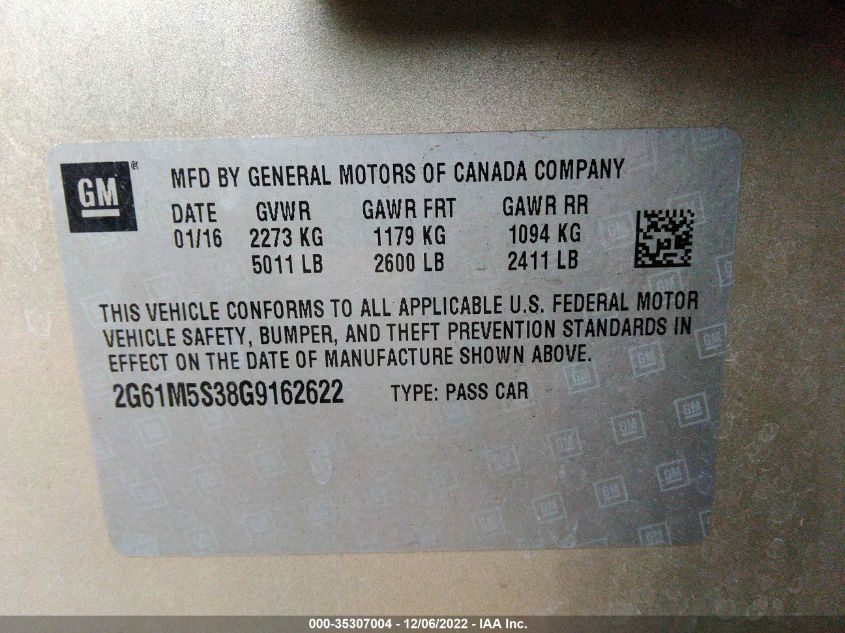 GM ® MFD BY GENERAL MOTORS OF CANADA COMPANY
DATE GVWR GAWR FRT GAWR RR
01/16 2273 KG 1179 KG 1094 KG
5011 LB 2600 LB 2411 LB
THIS VEHICLE CONFORMS TO ALL APPLICABLE U.S. FEDERAL MOTOR
VEHICLE SAFETY, BUMPER, AND THEFT PREVENTION STANDARDS IN
EFFECT ON THE DATE OF MANUFACTURE SHOWN ABOVE.
2G61M5S38G9162622 TYPE: PASS CAR
000-35307004 - 12/06/2022 - IAA Inc.